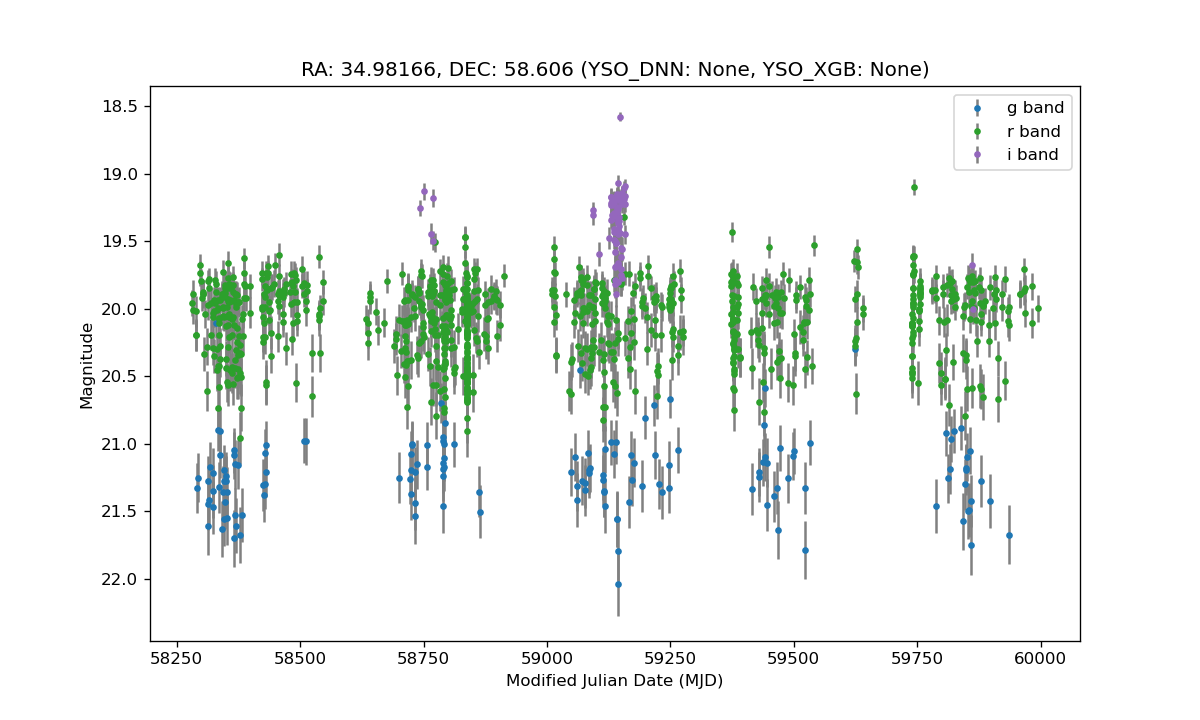 RA: 34.98166, DEC: 58.606 (YSO_DNN: None, YSO_XGB: None)
g band
r band
i band
18.5
19.0
19.5
20.0
20.5
21.0
21.5
22.0
Magnitude
58250 58500 58750 59000 59250 59500 59750 60000
Modified Julian Date (MJD)